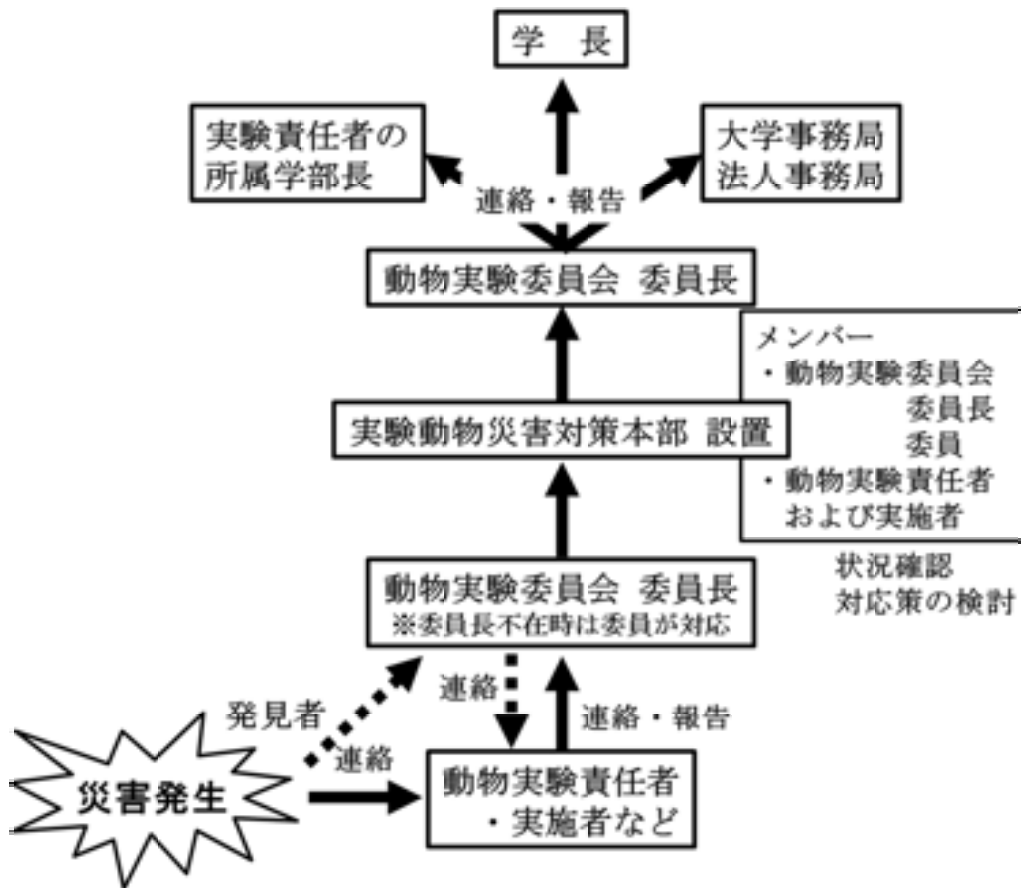 学 長
実験責任者の
所属学部長
大学事務局
法人事務局
連絡・報告
動物実験委員会 委員長
メンバー
・動物実験委員会
委員長
委員
・動物実験責任者
および実施者
実験動物災害対策本部 設置
状況確認
対応策の検討
動物実験委員会 委員長
※委員長不在時は委員が対応
発見者
連絡
連絡
連絡・報告
災害発生
動物実験責任者
・実施者など